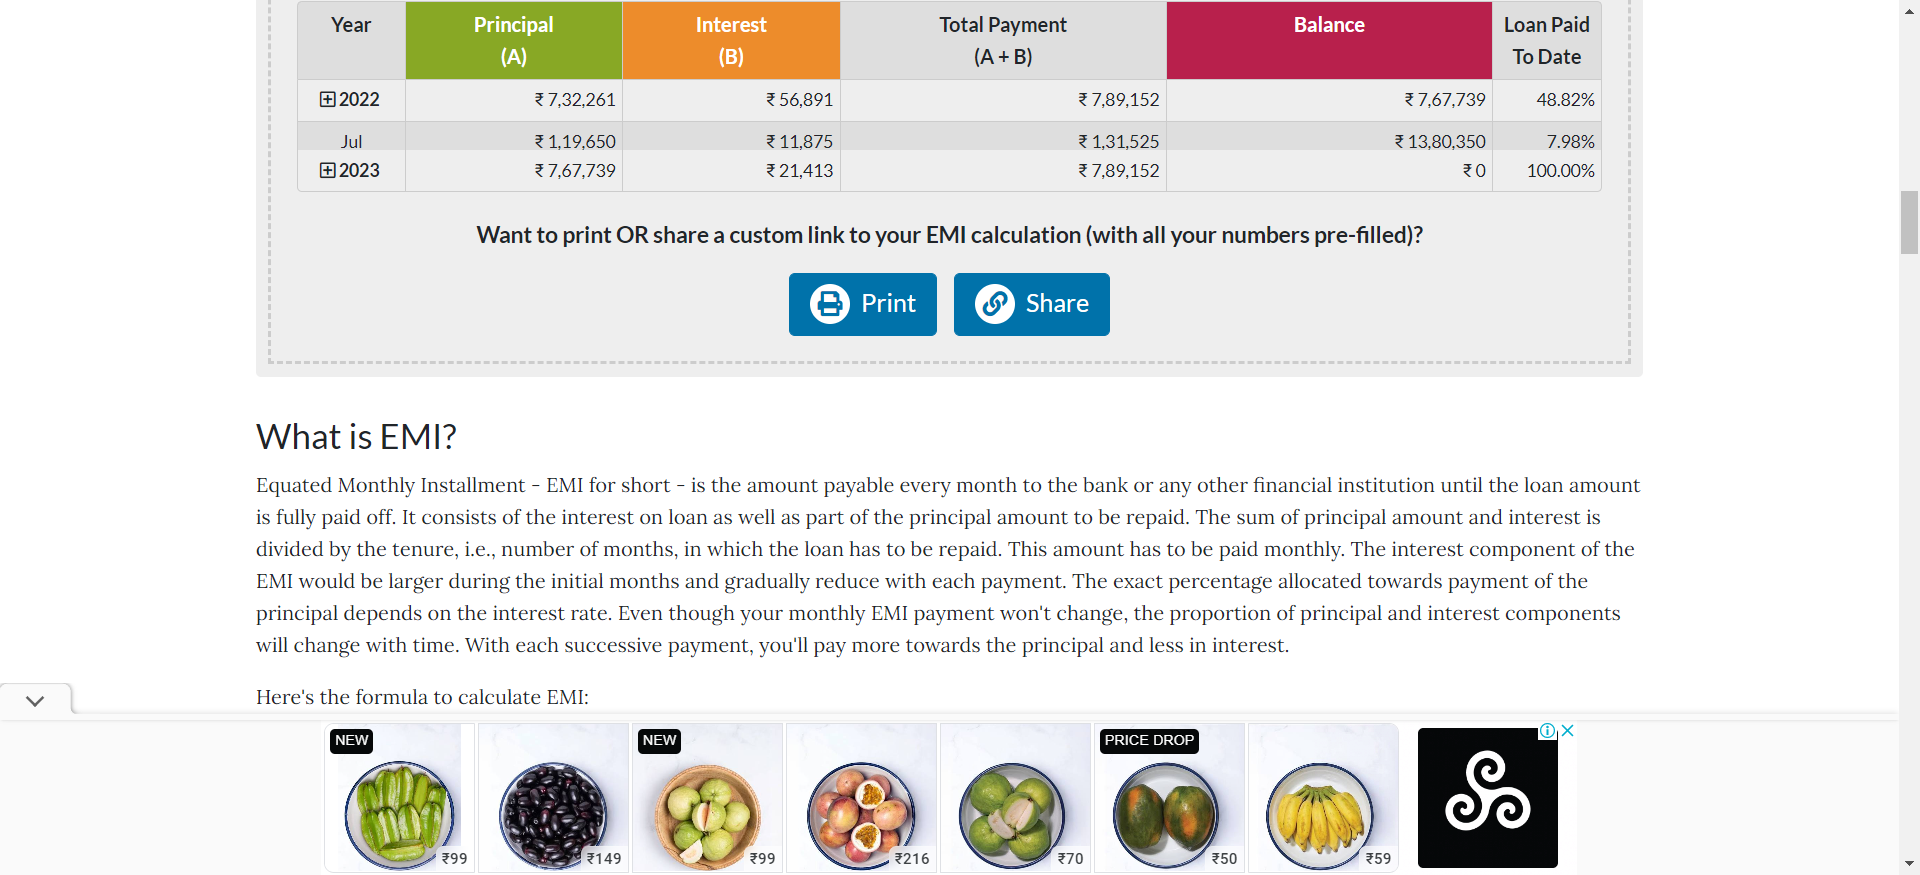 Year Principal Interest Total Payment Balance Loan Paid
(A) (B) (A + B) To Date
2022 ₹ 7,32,261 ₹ 56,891 ₹ 7,89,152 ₹ 7,67,739 48.82%
Jul ₹ 1,19,650 ₹ 11,875 ₹ 1,31,525 ₹ 13,80,350 7.98%
2023 ₹ 7,67,739 ₹ 21,413 ₹ 7,89,152 ₹ 0 100.00%
Want to print OR share a custom link to your EMI calculation (with all your numbers pre-filled)?
Print Share
What is EMI?
Equated Monthly Installment - EMI for short - is the amount payable every month to the bank or any other financial institution until the loan amount
is fully paid off. It consists of the interest on loan as well as part of the principal amount to be repaid. The sum of principal amount and interest is
divided by the tenure, i.e., number of months, in which the loan has to be repaid. This amount has to be paid monthly. The interest component of the
EMI would be larger during the initial months and gradually reduce with each payment. The exact percentage allocated towards payment of the
principal depends on the interest rate. Even though your monthly EMI payment won't change, the proportion of principal and interest components
will change with time. With each successive payment, you'll pay more towards the principal and less in interest.
Here's the formula to calculate EMI:
NEW NEW PRICE DROP
₹99 ₹149 ₹99 ₹216 ₹70 ₹50 ₹59